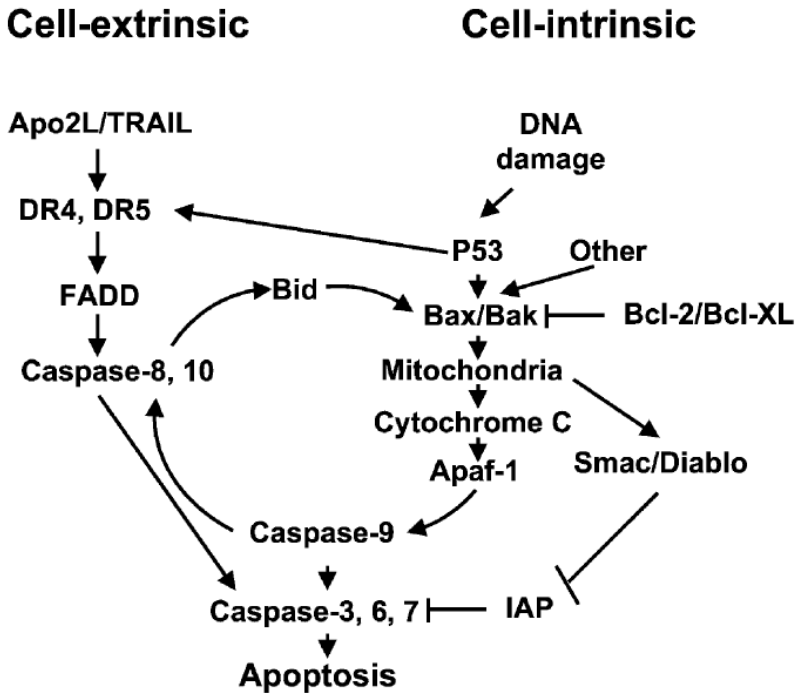 Cell-extrinsic
Cell-intrinsic
Apo2L/TRAIL
DNA
damage
DR4, DR5
P53
Other
FADD
Bid
Bax/Bak
Bcl-2/Bcl-XL
Caspase-8, 10
Mitochondria
Cytochrome C
Apaf-1
Smac/Diablo
Caspase-9
Caspase-3, 6, 7
IAP
Apoptosis